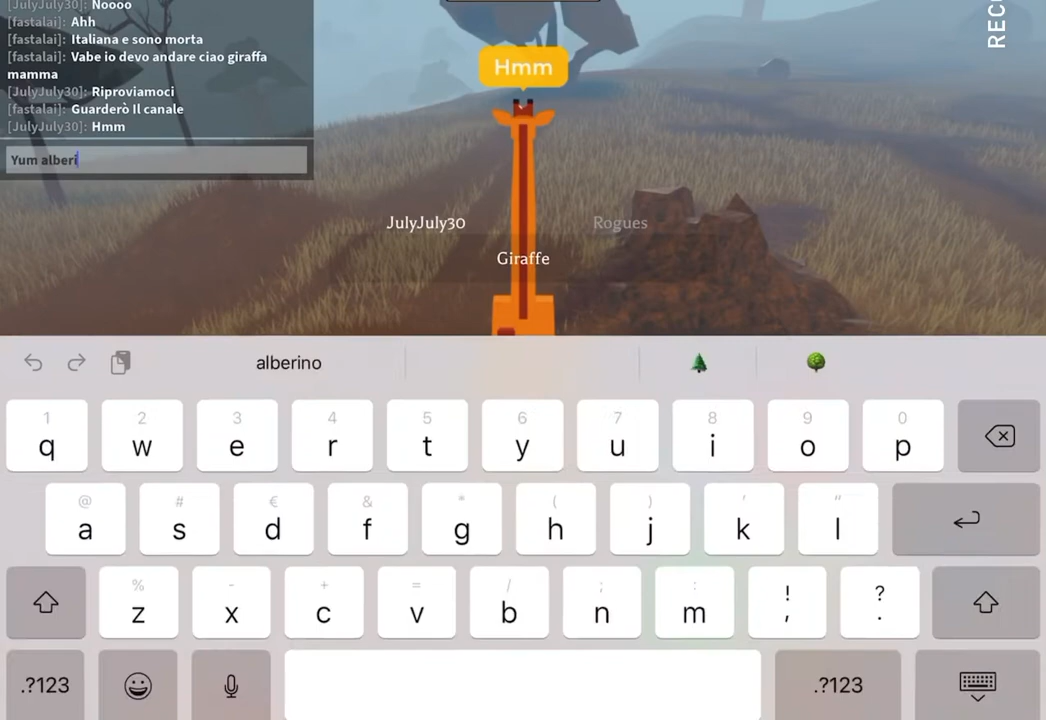 [JulyJuly30]: Noooo
[fastalai]: Ahh
[fastalai]: Italiana e sono morta
[fastalai]: Vabe io devo andare ciao giraffa
mamma
[JulyJuly30]: Riproviamoci
[fastalai]: Guarderò Il canale
[JulyJuly30]: Hmm
Yum alberi
Hmm
JulyJuly30
Rogues
Giraffe
alberino
1 2 3 4 5 6 7 8 9 0
q w e r t y u i o p
@ # € & * ( ) ' "
a s d f g h j k l
% - + = / ; : ! ?
z x c v b n m , .
.?123 .?123